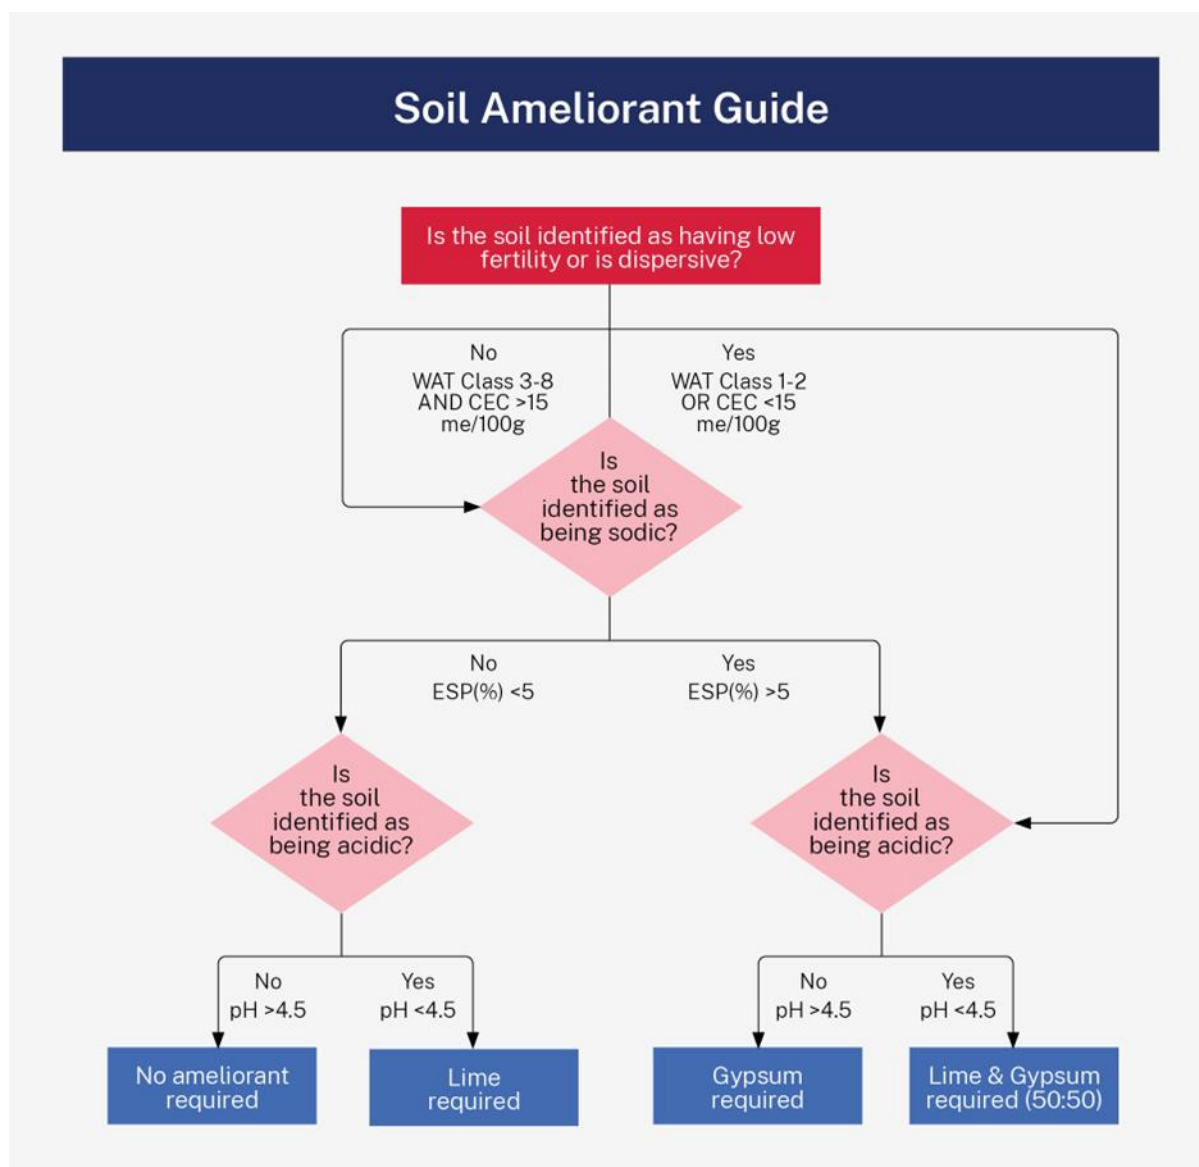 Soil Ameliorant Guide
Is the soil identified as having low
fertility or is dispersive?
No
WAT Class 3-8
AND CEC >15
me/100g
Yes
WAT Class 1-2
OR CEC <15
me/100g
Is
the soil
identified as
being sodic?
No
ESP(%) <5
Yes
ESP(%) >5
Is
the soil
identified as
being acidic?
Is
the soil
identified as
being acidic?
No
pH >4.5
Yes
pH <4.5
No
pH >4.5
Yes
pH <4.5
No ameliorant
required
Lime
required
Gypsum
required
Lime & Gypsum
required (50:50)